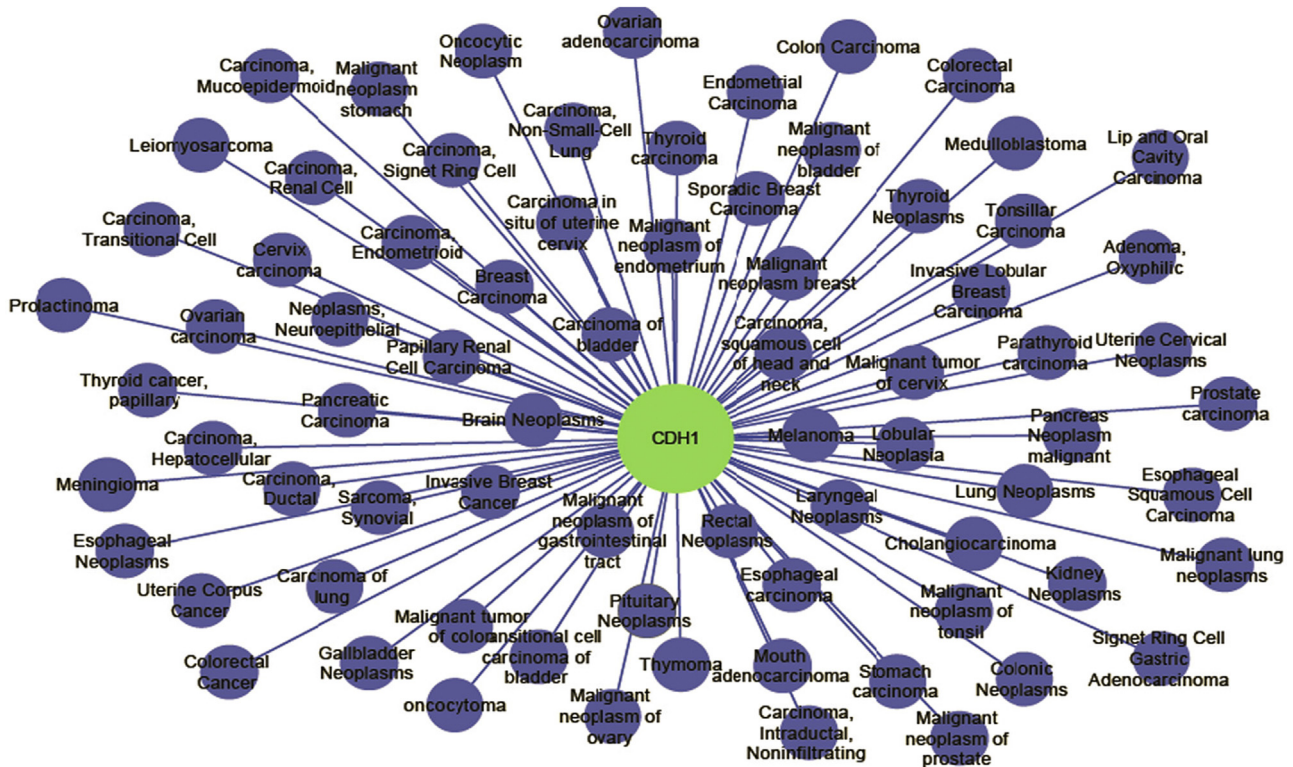 Ovarian
adenocarcinoma
Oncocytic
Neoplasm
Colon Carcinoma
Carcinoma,
Mucoepidermoid
Malignant
neoplasm
stomach
Endometrial
Carcinoma
Colorectal
Carcinoma
Leiomyosarcoma
Carcinoma,
Renal Cell
Carcinoma,
Signet Ring Cell
Carcinoma,
Non-Small-Cell
Lung
Thyroid
carcinoma
Malignant
neoplasm of
bladder
Medulloblastoma
Lip and Oral
Cavity
Carcinoma
Carcinoma,
Transitional Cell
Cervix
carcinoma
Carcinoma,
Endometrioid
Carcinoma in
situ of uterine
cervix
Malignant
neoplasm of
endometrium
Sporadic Breast
Carcinoma
Thyroid
Neoplasms
Tonsillar
Carcinoma
Adenoma,
Oxyphilic
Prolactinoma
Ovarian
carcinoma
Neoplasms,
Neuroepithelial
Breast
Carcinoma
Malignant
neoplasm breast
Invasive Lobular
Breast
Carcinoma
Papillary Renal
Cell Carcinoma
Carcinoma of
bladder
Carcinoma,
squamous cell
of head and
neck
Malignant tumor
of cervix
Parathyroid
carcinoma
Uterine Cervical
Neoplasms
Thyroid cancer,
papillary
Pancreatic
Carcinoma
Brain Neoplasms
CDH1
Melanoma
Lobular
Neoplasia
Pancreas
Neoplasm
malignant
Prostate
carcinoma
Carcinoma,
Hepatocellular
Meningioma
Carcinoma,
Ductal
Sarcoma,
Synovial
Invasive Breast
Cancer
Malignant
neoplasm of
gastrointestinal
tract
Rectal
Neoplasms
Laryngeal
Neoplasms
Lung Neoplasms
Esophageal
Squamous Cell
Carcinoma
Esophageal
Neoplasms
Cholangiocarcinoma
Malignant lung
neoplasms
Uterine Corpus
Cancer
Carcinoma of
lung
Pituitary
Neoplasms
Esophageal
carcinoma
Malignant
neoplasm of
tonsil
Kidney
Neoplasms
Colorectal
Cancer
Gallbladder
Neoplasms
Malignant tumor
of colon
cell
carcinoma of
bladder
Thymoma
Mouth
adenocarcinoma
Stomach
carcinoma
Colonic
Neoplasms
Signet Ring Cell
Gastric
Adenocarcinoma
oncocytoma
Malignant
neoplasm of
ovary
Carcinoma,
Intraductal,
Noninfiltrating
Malignant
neoplasm of
prostate